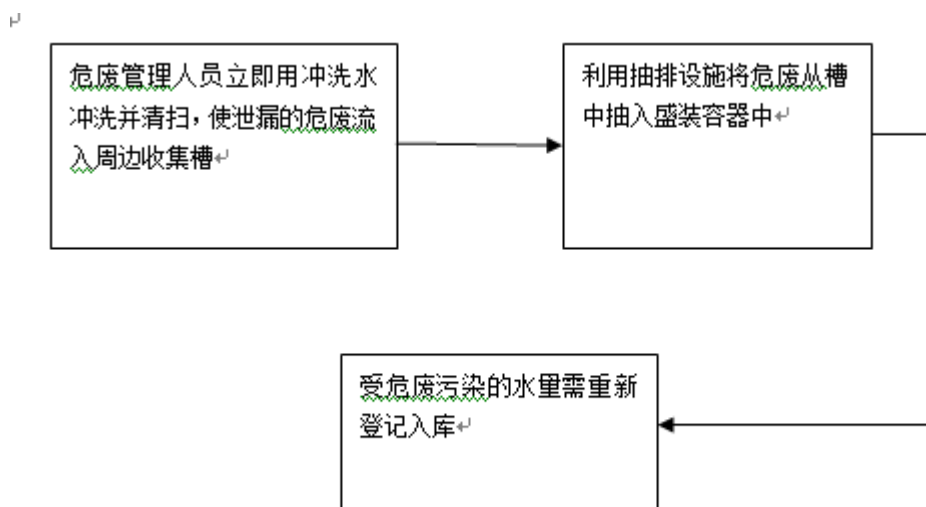 危废管理人员立即用冲洗水
冲洗并清扫，使泄漏的危废流
入周边收集槽
利用抽排设施将危废从槽
中抽入盛装容器中
受危废污染的水量需重新
登记入库